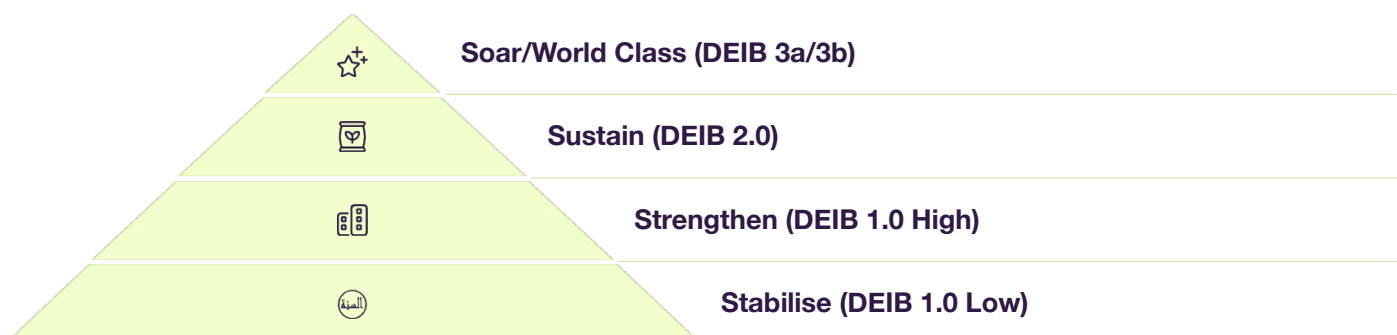 Soar/World Class (DEIB 3a/3b)
Sustain (DEIB 2.0)
Strengthen (DEIB 1.0 High)
السنة
Stabilise (DEIB 1.0 Low)